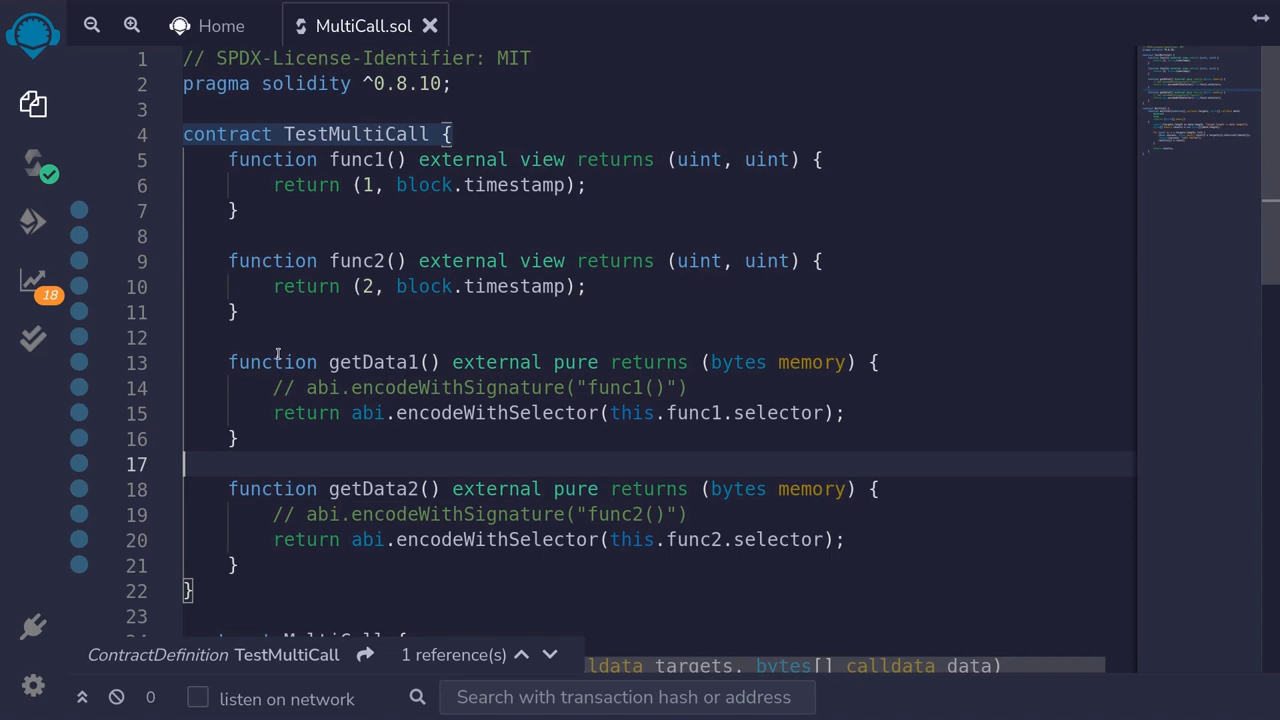 Home
MultiCall.sol
1 // SPDX-License-Identifier: MIT
2 pragma solidity ^0.8.10;
3
4 contract TestMultiCall {
5 function func1() external view returns (uint, uint) {
6 return (1, block.timestamp);
7 }
8
9 function func2() external view returns (uint, uint) {
10 return (2, block.timestamp);
11 }
12
13 function getData1() external pure returns (bytes memory) {
14 // abi.encodeWithSignature("func1()")
15 return abi.encodeWithSelector(this.func1.selector);
16 }
17
18 function getData2() external pure returns (bytes memory) {
19 // abi.encodeWithSignature("func2()")
20 return abi.encodeWithSelector(this.func2.selector);
21 }
22 }
23
18
ContractDefinition TestMultiCall 1 reference(s)
calldata targets, bytes[] calldata data)
0 listen on network Search with transaction hash or address